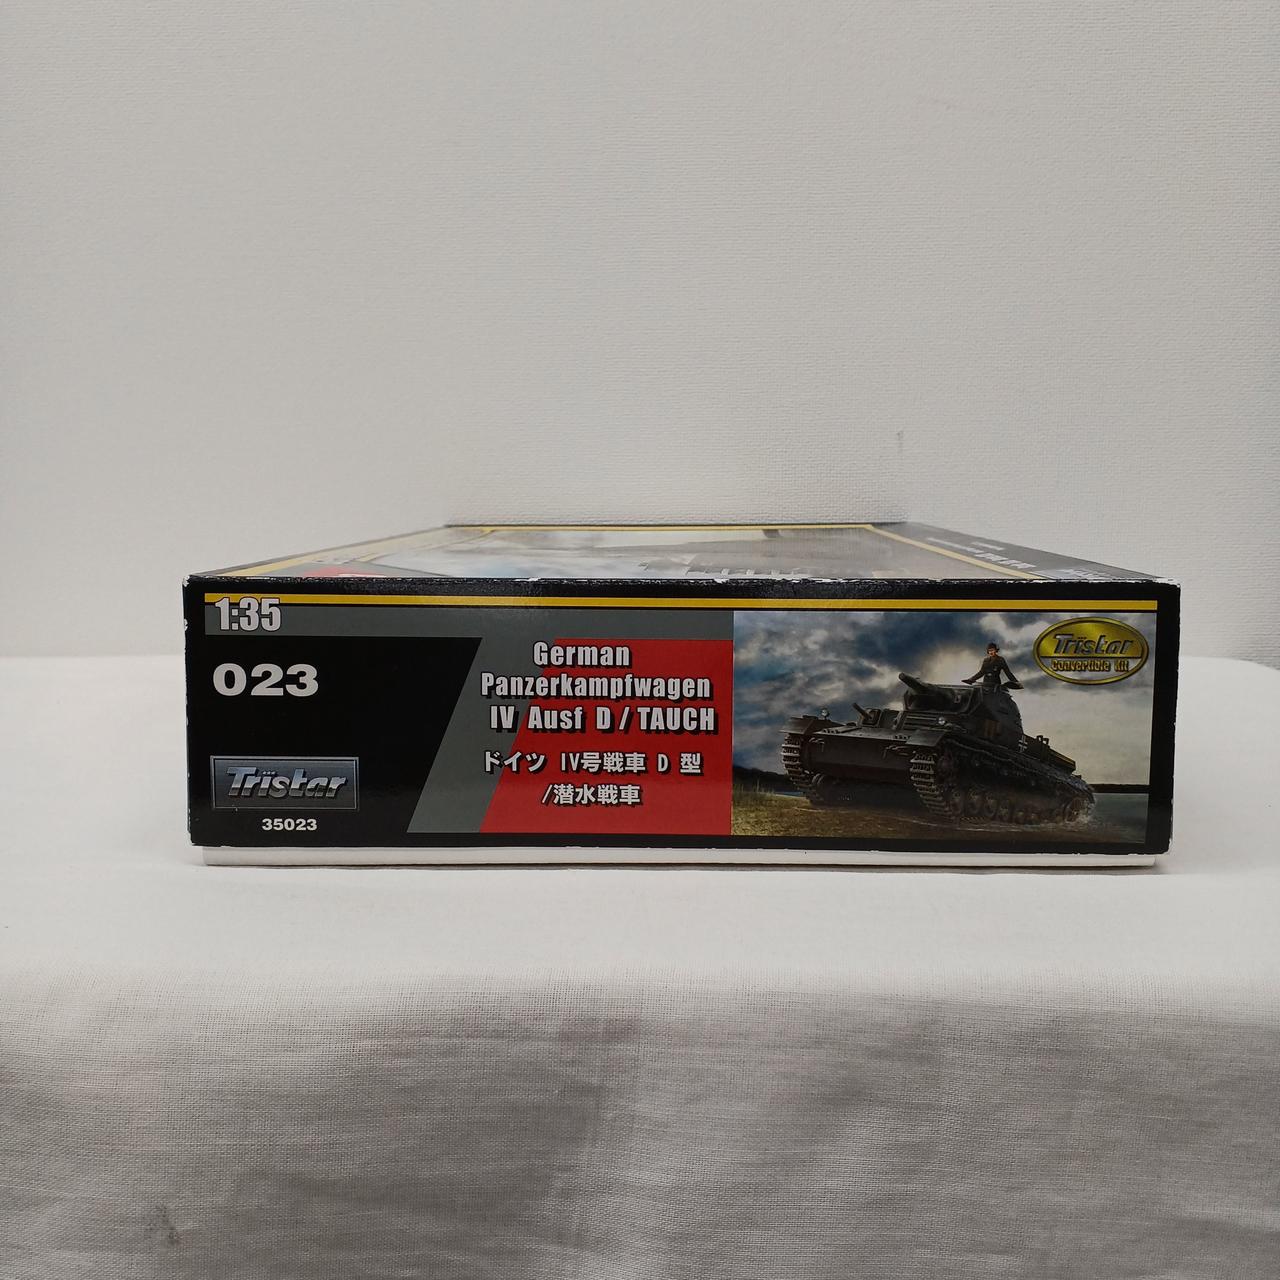 1:35
023
Tristar
35023
German
Panzerkampfwagen
IV Ausf D / TAUCH
ドイツ IV号戦車 D 型
/潜水戦車
Tristar
Convertible Kit